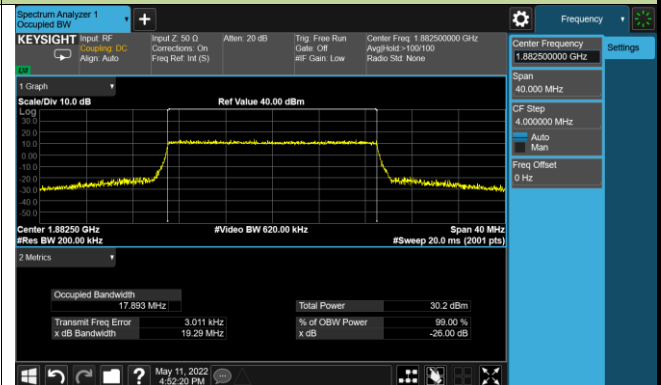 Spectrum Analyzer 1
Occupied BW
Frequency
KEYSIGHT
Input: RF
Coupling: DC
Align: Auto
Input Z: 50 Ω
Corrections: On
Freq Ref: Int (S)
Atten: 20 dB
Trig: Free Run
Gate: Off
#IF Gain: Low
Center Freq: 1.882500000 GHz
Avg|Hold:>100/100
Radio Std: None
Center Frequency
1.882500000 GHz
Settings
Span
40.000 MHz
CF Step
4.000000 MHz
Auto
Man
Freq Offset
0 Hz
1 Graph
Scale/Div 10.0 dB
Ref Value 40.00 dBm
Log
30.0
20.0
10.0
0.00
-10.0
-20.0
-30.0
-40.0
-50.0
Center 1.88250 GHz
#Video BW 620.00 kHz
Span 40 MHz
#Res BW 200.00 kHz
#Sweep 20.0 ms (2001 pts)
2 Metrics
Occupied Bandwidth
17.893 MHz
Total Power 30.2 dBm
Transmit Freq Error 3.011 kHz
% of OBW Power 99.00 %
x dB Bandwidth 19.29 MHz
x dB -26.00 dB
?
May 11, 2022
4:52:20 PM